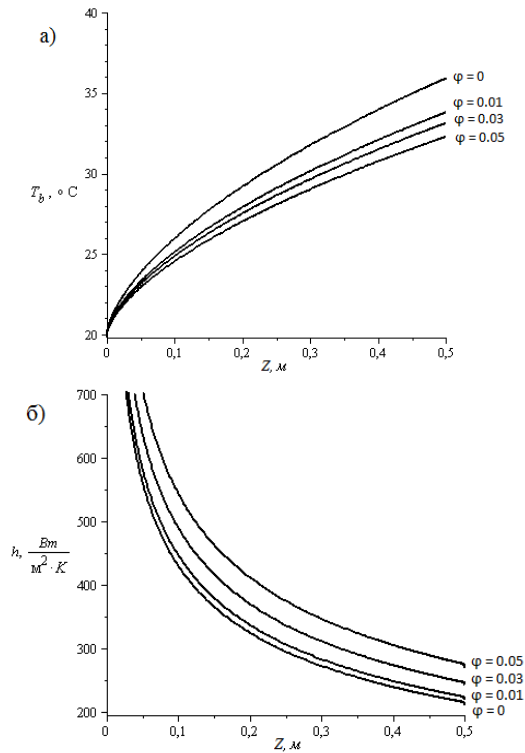 а)
40
35
30
25
20
T_b, ∘ C
φ = 0
φ = 0.01
φ = 0.03
φ = 0.05
0 0,1 0,2 0,3 0,4 0,5
Z, м
б)
700
600
500
400
300
200
h, Вт / м² · K
φ = 0.05
φ = 0.03
φ = 0.01
φ = 0
0 0,1 0,2 0,3 0,4 0,5
Z, м